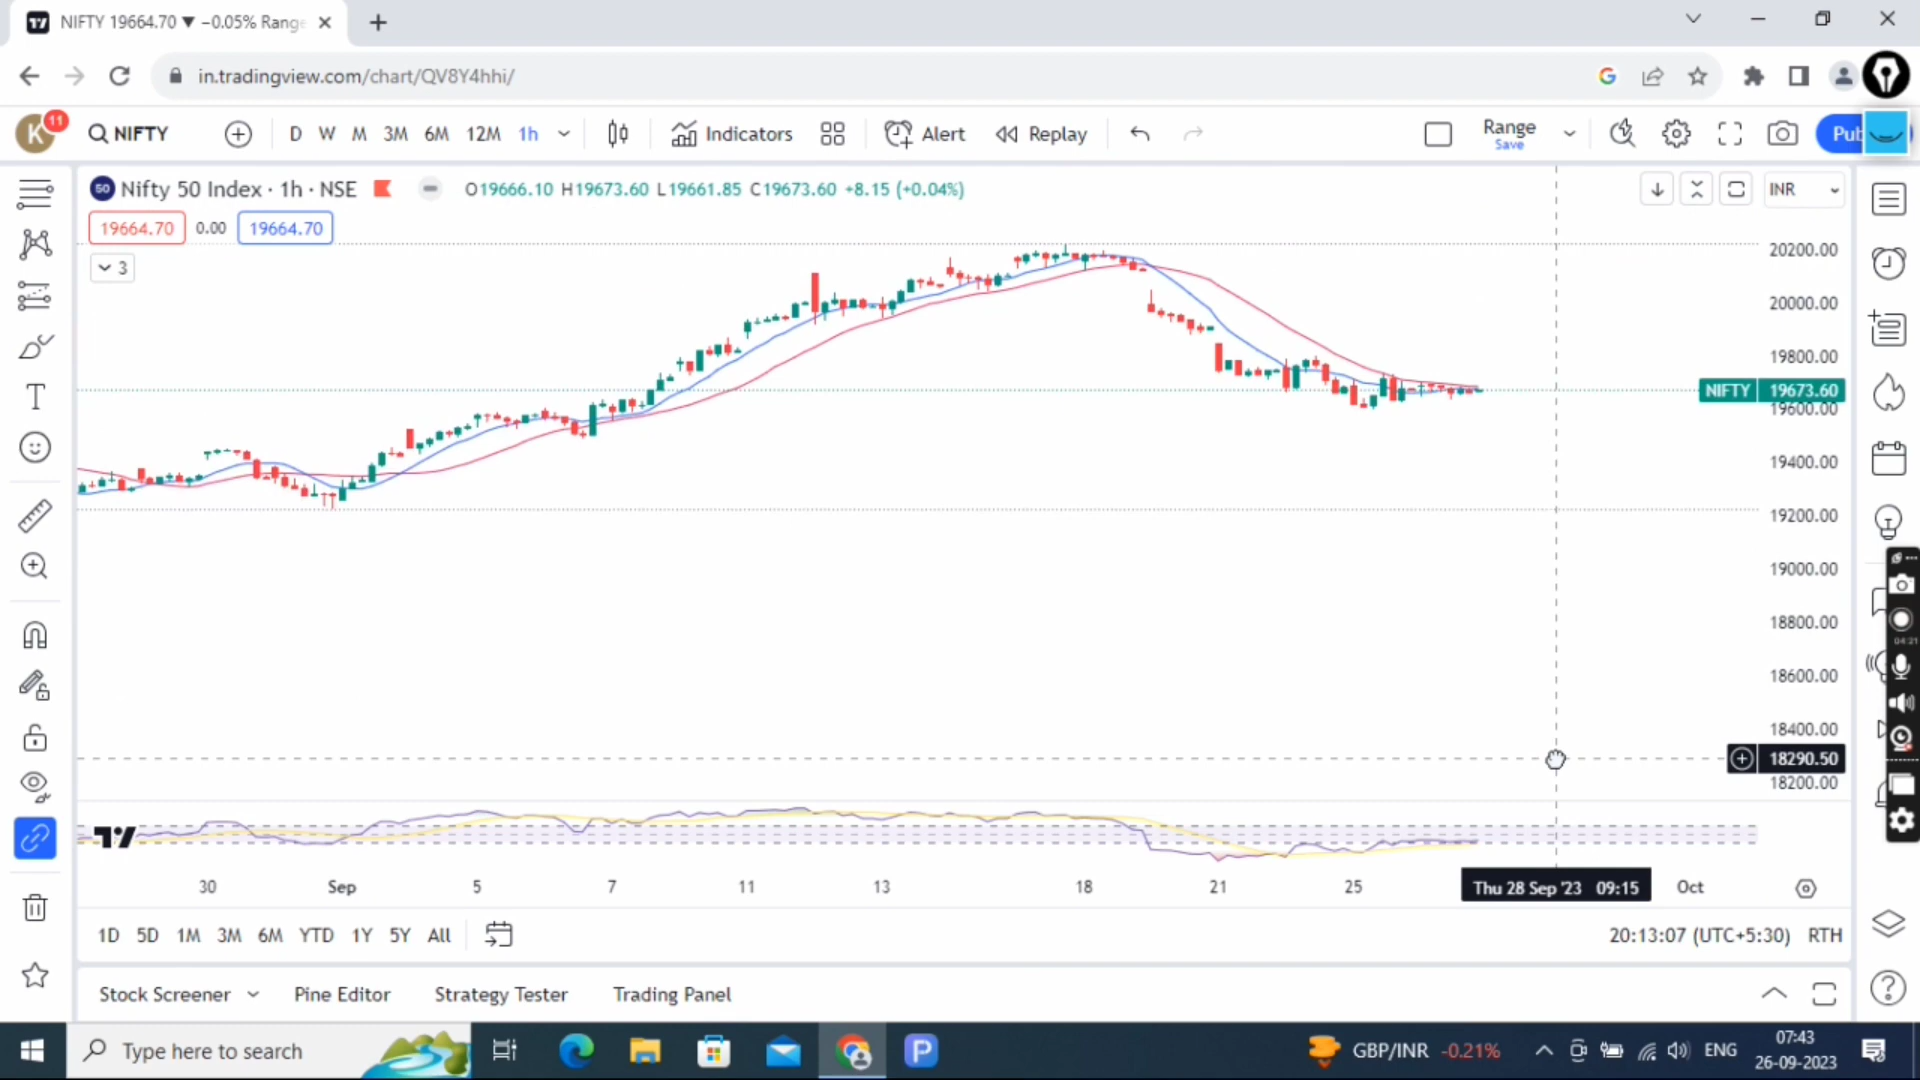 NIFTY 19664.70 ▼ −0.05% Range
in.tradingview.com/chart/QV8Y4hhi/
K 11 NIFTY D W M 3M 6M 12M 1h Indicators Alert Replay Range Pub
Save
50 Nifty 50 Index · 1h · NSE O19666.10 H19673.60 L19661.85 C19673.60 +8.15 (+0.04%) INR
19664.70 0.00 19664.70
3
20200.00
20000.00
19800.00
NIFTY 19673.60
19600.00
19400.00
19200.00
19000.00
18800.00
04:21
18600.00
18400.00
18290.50
18200.00
30 Sep 5 7 11 13 18 21 25 Thu 28 Sep '23 09:15 Oct
1D 5D 1M 3M 6M YTD 1Y 5Y All 20:13:07 (UTC+5:30) RTH
Stock Screener Pine Editor Strategy Tester Trading Panel
Type here to search GBP/INR -0.21% ENG 07:43
26-09-2023